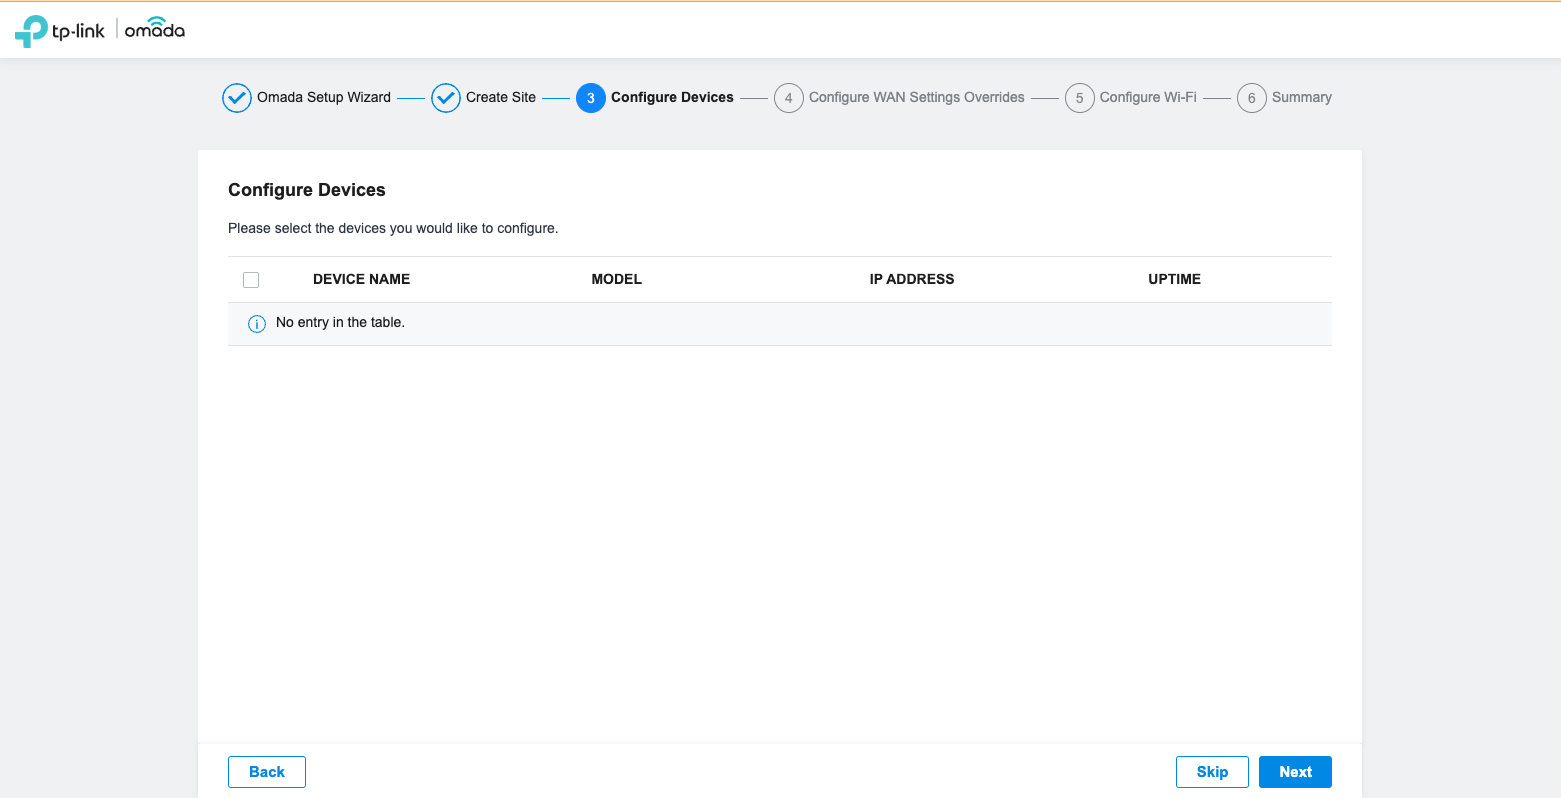 tp-link | omada
Omada Setup Wizard
Create Site
3 Configure Devices
4 Configure WAN Settings Overrides
5 Configure Wi-Fi
6 Summary
Configure Devices
Please select the devices you would like to configure.
DEVICE NAME MODEL IP ADDRESS UPTIME
No entry in the table.
Back Skip Next